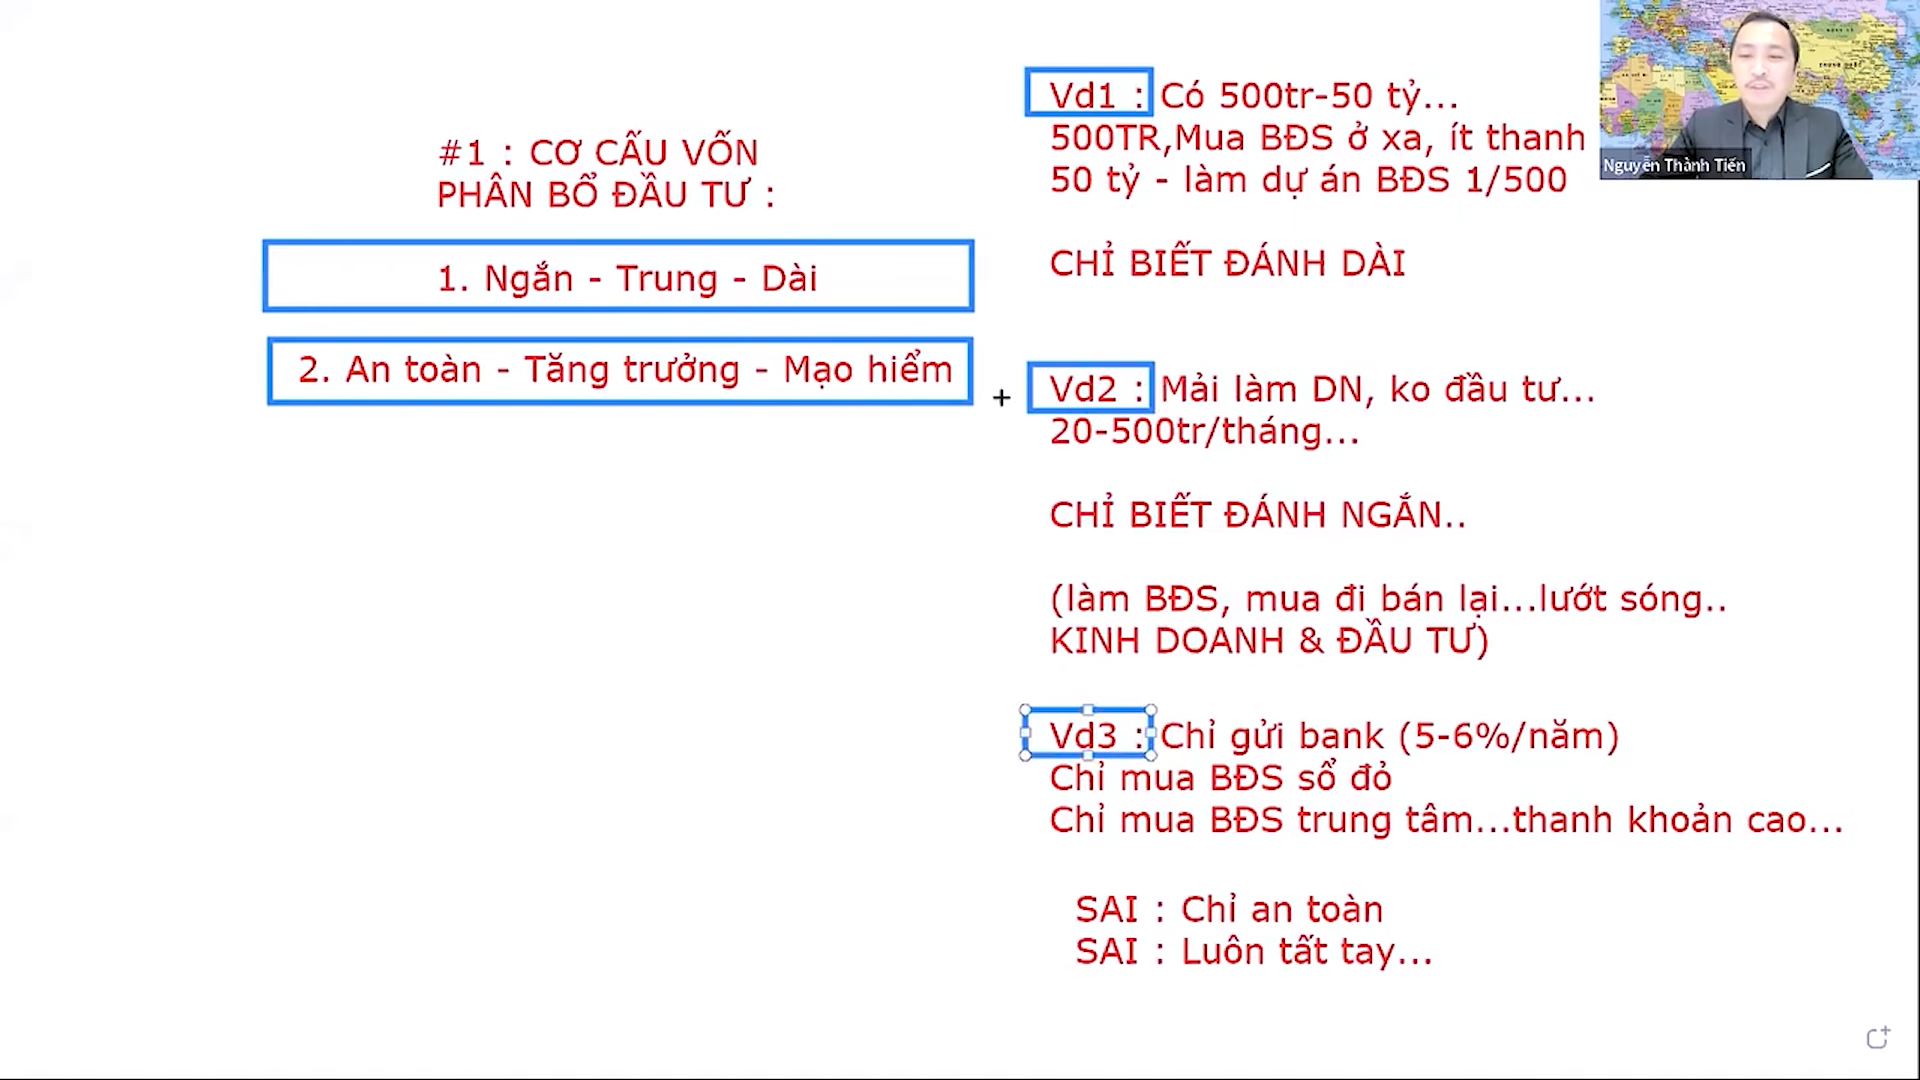 #1 : CƠ CẤU VỐN
PHÂN BỔ ĐẦU TƯ :
1. Ngắn - Trung - Dài
2. An toàn - Tăng trưởng - Mạo hiểm
+
Vd1 : Có 500tr-50 tỷ...
500TR,Mua BĐS ở xa, ít thanh
50 tỷ - làm dự án BĐS 1/500
CHỈ BIẾT ĐÁNH DÀI
Vd2 : Mải làm DN, ko đầu tư...
20-500tr/tháng...
CHỈ BIẾT ĐÁNH NGẮN..
(làm BĐS, mua đi bán lại...lướt sóng..
KINH DOANH & ĐẦU TƯ)
Vd3 : Chỉ gửi bank (5-6%/năm)
Chỉ mua BĐS sổ đỏ
Chỉ mua BĐS trung tâm...thanh khoản cao...
SAI : Chỉ an toàn
SAI : Luôn tất tay...
Nguyễn Thành Tiến